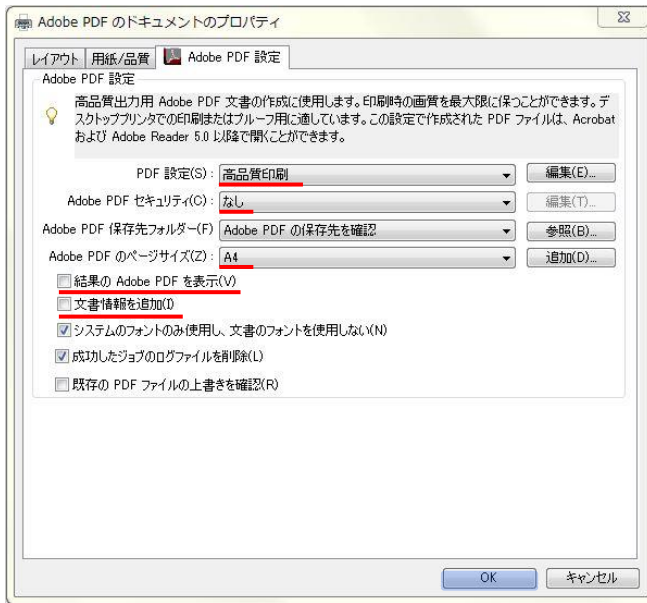 Adobe PDF のドキュメントのプロパティ
レイアウト 用紙/品質 Adobe PDF 設定
Adobe PDF 設定
高品質出力用 Adobe PDF 文書の作成に使用します。印刷時の画質を最大限に保つことができます。デ
スクトッププリンタでの印刷またはプルーフ用に適しています。この設定で作成された PDF ファイルは、Acrobat
および Adobe Reader 5.0 以降で開くことができます。
PDF 設定(S): 高品質印刷 編集(E)...
Adobe PDF セキュリティ(C): なし 編集(T)...
Adobe PDF 保存先フォルダー(F) Adobe PDF の保存先を確認 参照(B)...
Adobe PDF のページサイズ(Z): A4 追加(D)...
結果の Adobe PDF を表示(V)
文書情報を追加(I)
システムのフォントのみ使用し、文書のフォントを使用しない(N)
成功したジョブのログファイルを削除(L)
既存の PDF ファイルの上書きを確認(R)
OK キャンセル